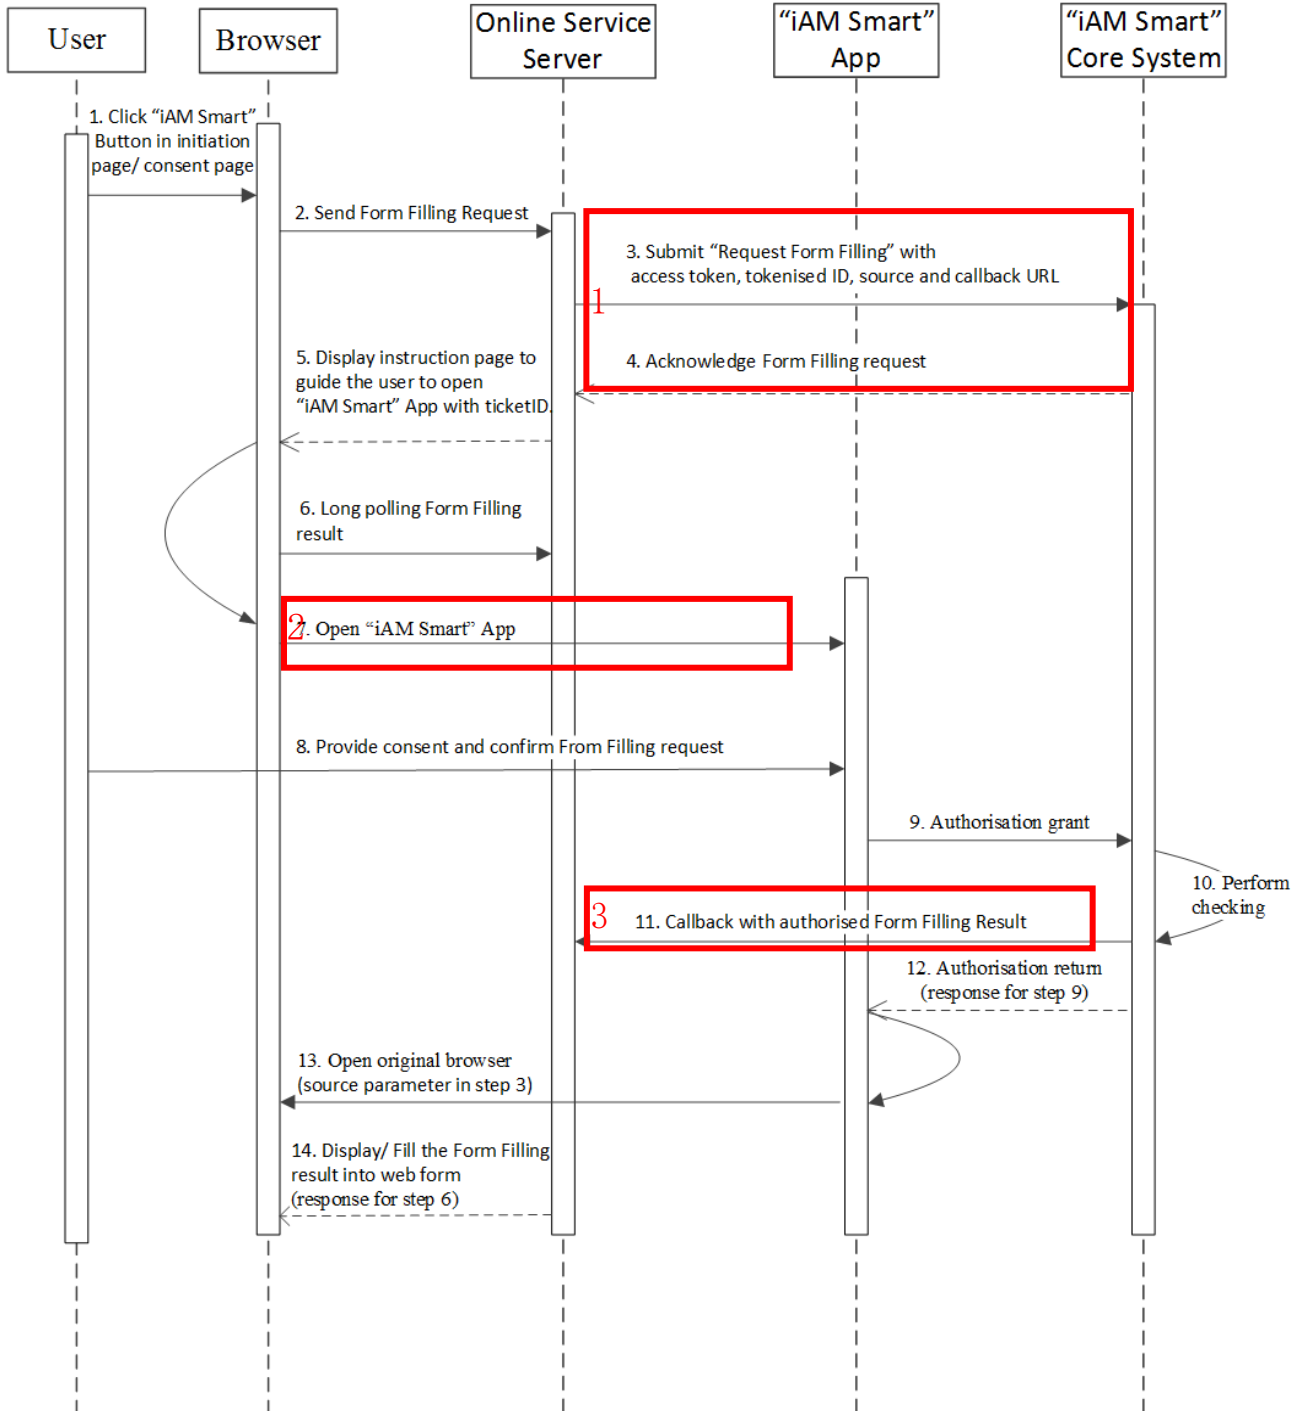 User
Browser
Online Service
Server
“iAM Smart”
App
“iAM Smart”
Core System
1. Click “iAM Smart”
Button in initiation
page/ consent page
2. Send Form Filling Request
3. Submit “Request Form Filling” with
access token, tokenised ID, source and callback URL
1
4. Acknowledge Form Filling request
5. Display instruction page to
guide the user to open
“iAM Smart” App with ticketID.
6. Long polling Form Filling
result
2
7. Open “iAM Smart” App
8. Provide consent and confirm From Filling request
9. Authorisation grant
10. Perform
checking
3
11. Callback with authorised Form Filling Result
12. Authorisation return
(response for step 9)
13. Open original browser
(source parameter in step 3)
14. Display/ Fill the Form Filling
result into web form
(response for step 6)